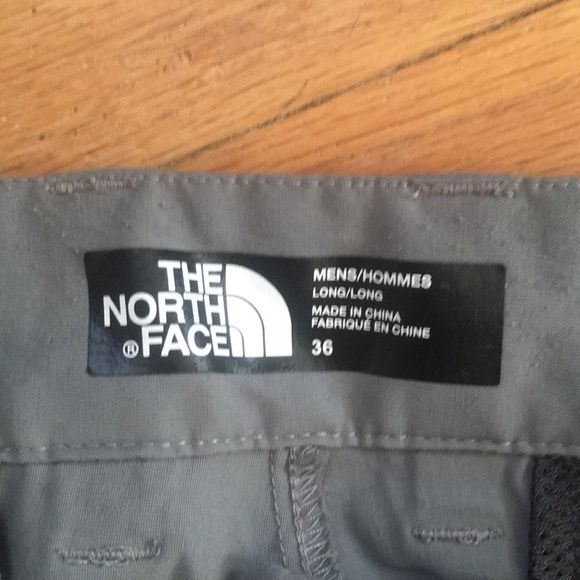 THE
NORTH
® FACE
MENS/HOMMES
LONG/LONG
MADE IN CHINA
FABRIQUÉ EN CHINE
36